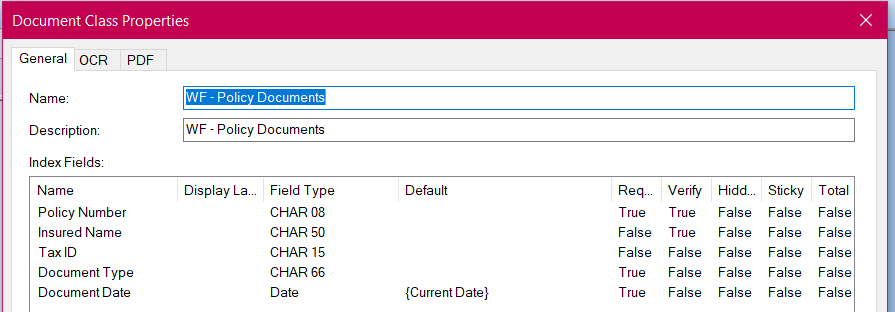 Document Class Properties
General OCR PDF
Name: WF - Policy Documents
Description: WF - Policy Documents
Index Fields:
Name Display La... Field Type Default Req... Verify Hidd... Sticky Total
Policy Number CHAR 08 True True False False False
Insured Name CHAR 50 False True False False False
Tax ID CHAR 15 False False False False False
Document Type CHAR 66 True False False False False
Document Date Date {Current Date} True False False False False